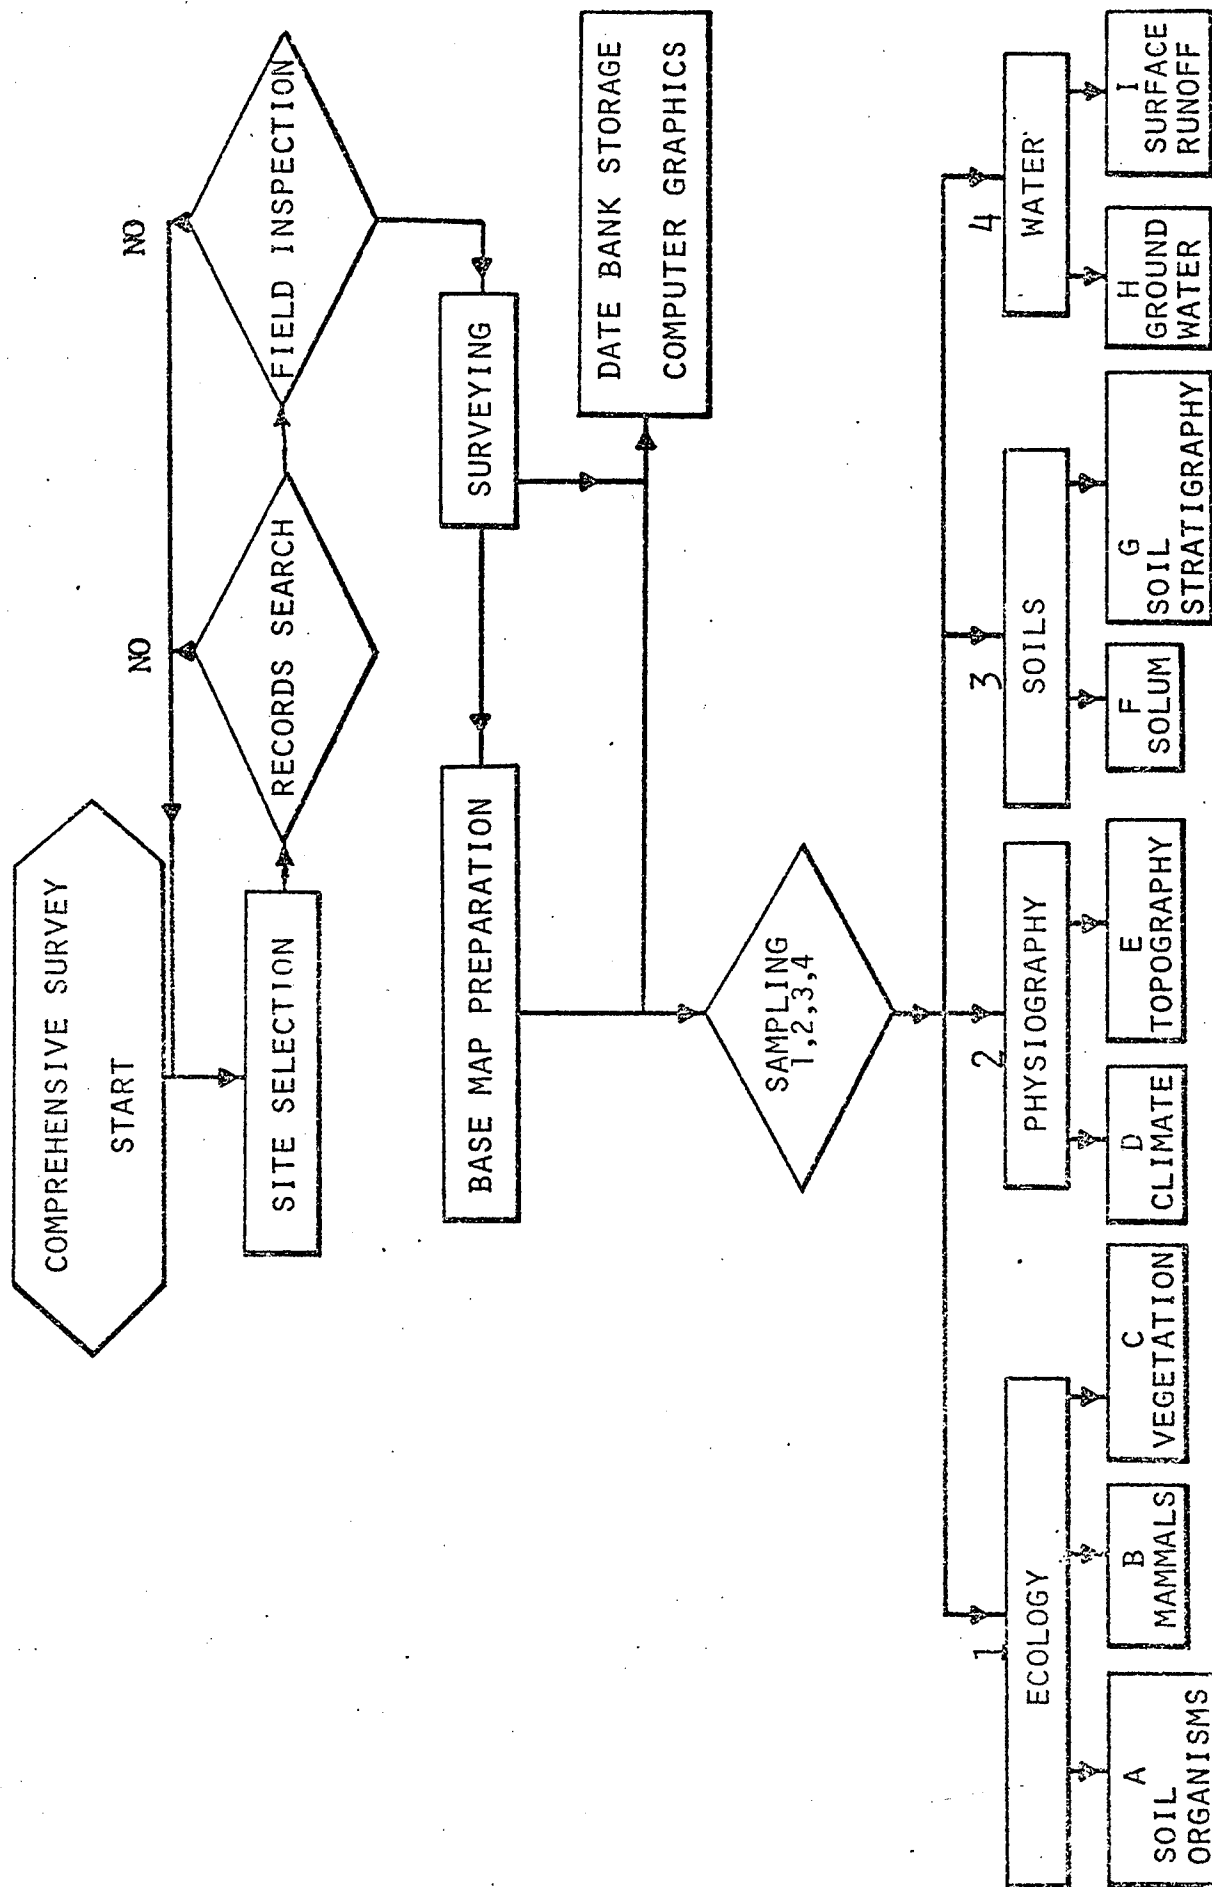 COMPREHENSIVE SURVEY
START
NO
NO
SITE SELECTION
RECORDS SEARCH
FIELD INSPECTION
BASE MAP PREPARATION
SURVEYING
DATE BANK STORAGE
COMPUTER GRAPHICS
SAMPLING
1,2,3,4
1
ECOLOGY
2
PHYSIOGRAPHY
3
SOILS
4
WATER
A
SOIL
ORGANISMS
B
MAMMALS
C
VEGETATION
D
CLIMATE
E
TOPOGRAPHY
F
SOLUM
G
SOIL
STRATIGRAPHY
H
GROUND
WATER
I
SURFACE
RUNOFF